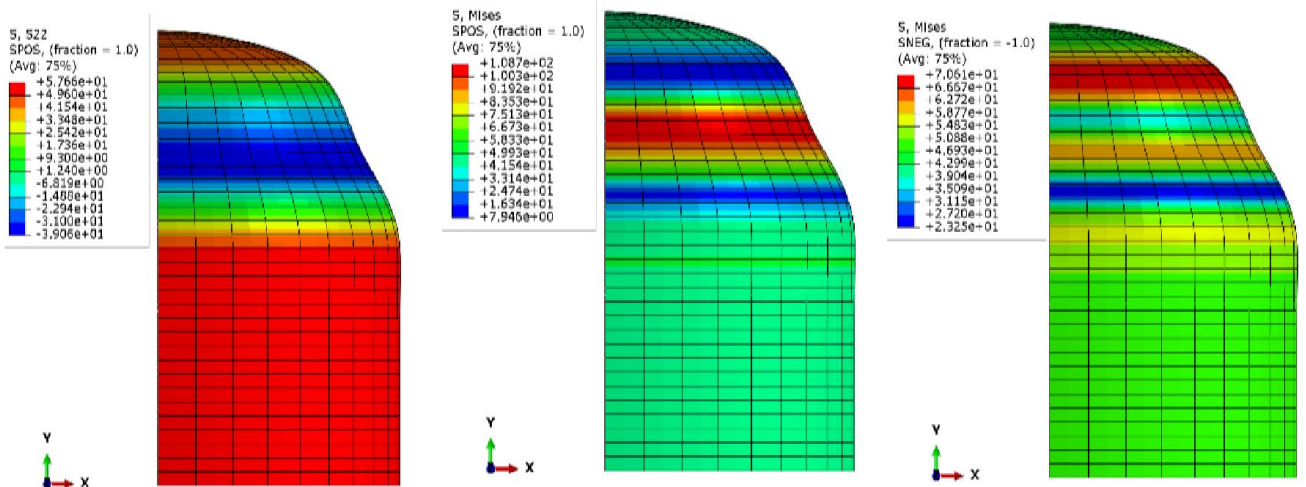 S, S22
SPOS, (fraction = 1.0)
(Avg: 75%)
+5.766e+01
+4.960e+01
+4.154e+01
+3.348e+01
+2.542e+01
+1.736e+01
+9.300e+00
+1.240e+00
-6.819e+00
-1.488e+01
-2.294e+01
-3.100e+01
-3.906e+01
Y
X
S, Mises
SPOS, (fraction = 1.0)
(Avg: 75%)
+1.087e+02
+1.003e+02
+9.192e+01
+8.353e+01
+7.513e+01
+6.673e+01
+5.833e+01
+4.993e+01
+4.154e+01
+3.314e+01
+2.474e+01
+1.634e+01
+7.946e+00
Y
X
S, Mises
SNEG, (fraction = -1.0)
(Avg: 75%)
+7.061e+01
+6.667e+01
+6.272e+01
+5.877e+01
+5.483e+01
+5.088e+01
+4.693e+01
+4.299e+01
+3.904e+01
+3.509e+01
+3.115e+01
+2.720e+01
+2.325e+01
Y
X